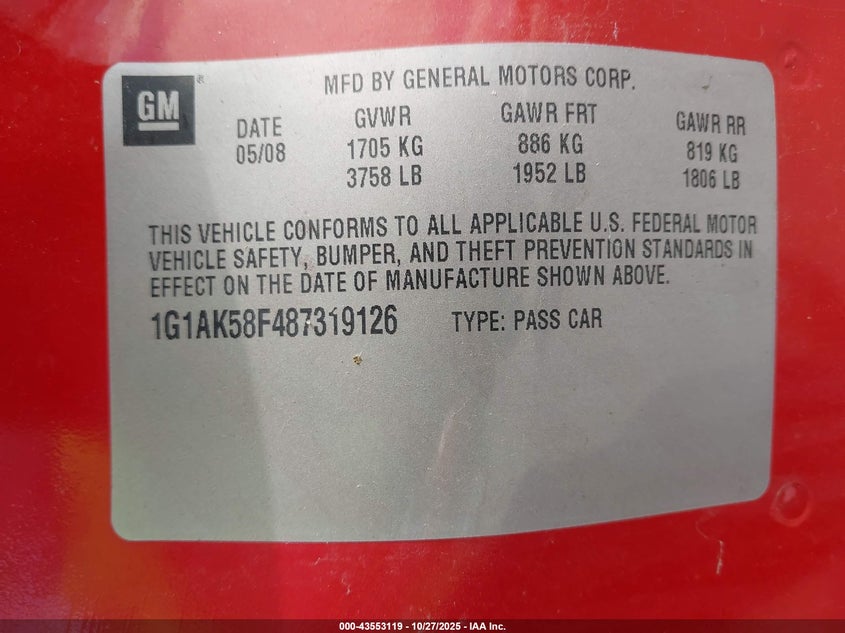 GM®
MFD BY GENERAL MOTORS CORP.
DATE GVWR GAWR FRT GAWR RR
05/08 1705 KG 886 KG 819 KG
3758 LB 1952 LB 1806 LB
THIS VEHICLE CONFORMS TO ALL APPLICABLE U.S. FEDERAL MOTOR
VEHICLE SAFETY, BUMPER, AND THEFT PREVENTION STANDARDS IN
EFFECT ON THE DATE OF MANUFACTURE SHOWN ABOVE.
1G1AK58F487319126 TYPE: PASS CAR
000-43553119 - 10/27/2025 - IAA Inc.